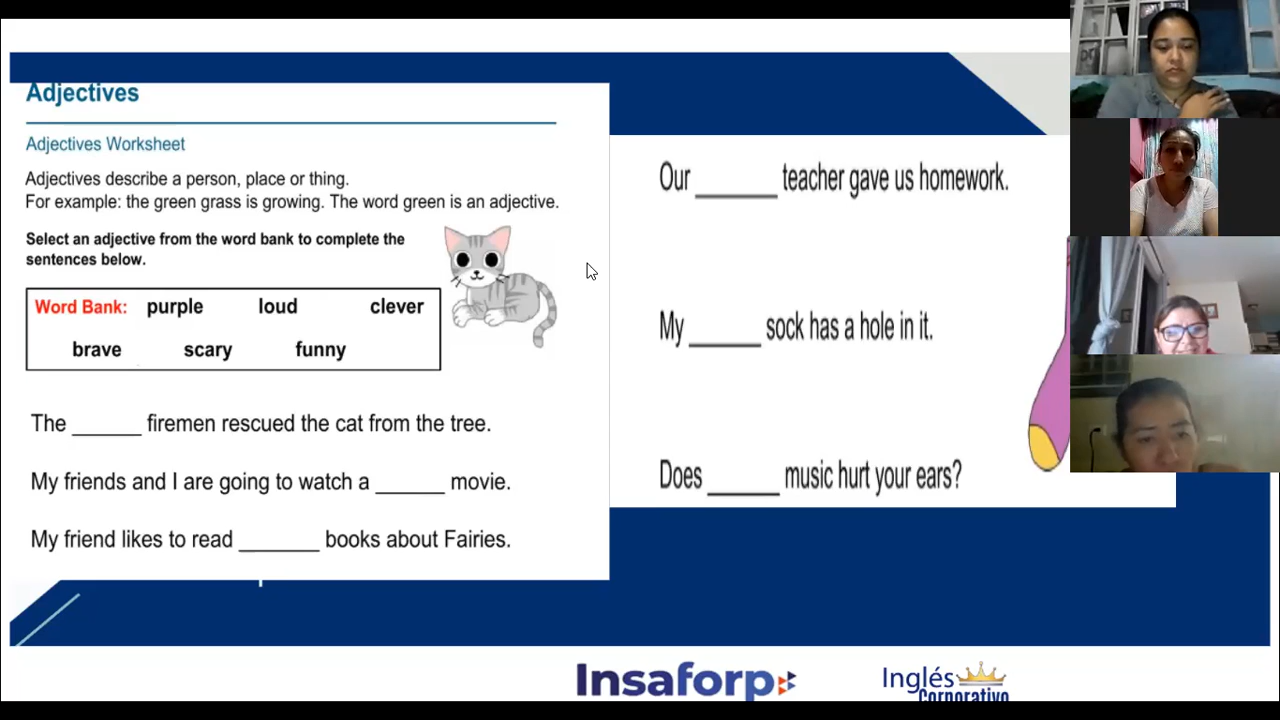 Adjectives
Adjectives Worksheet
Adjectives describe a person, place or thing.
For example: the green grass is growing. The word green is an adjective.
Select an adjective from the word bank to complete the
sentences below.
Word Bank: purple loud clever
brave scary funny
The ______ firemen rescued the cat from the tree.
My friends and I are going to watch a ______ movie.
My friend likes to read _______ books about Fairies.
Our _______ teacher gave us homework.
My ______ sock has a hole in it.
Does ______ music hurt your ears?
Insaforp
Inglés
Corporativo